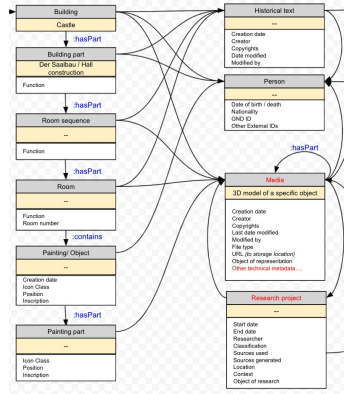 Building
Castle
:hasPart
Building part
Der Saalbau / Hall
construction
Function
:hasPart
Room sequence
--
Function
:hasPart
Room
--
Function
Room number
:contains
Painting/ Object
--
Creation date
Icon Class
Position
Inscription
:hasPart
Painting part
--
Icon Class
Position
Inscription
Historical text
--
Creation date
Creator
Copyrights
Date modified
Modified by
Person
--
Date of birth / death
Nationality
GND ID
Other External IDs
:hasPart
Media
3D model of a specific object
Creation date
Creator
Copyrights
Last date modified
Modified by
File type
URL (to storage location)
Object of representation
Other technical metadata....
Research project
--
Start date
End date
Researcher
Classification
Sources used
Sources generated
Location
Context
Object of research